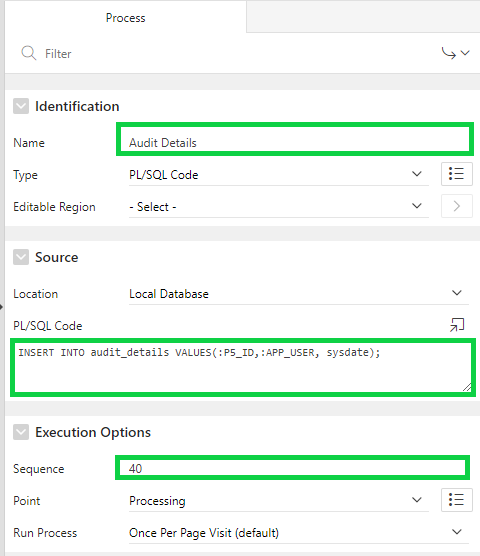 Process
Filter
Identification
Name Audit Details
Type PL/SQL Code
Editable Region - Select -
Source
Location Local Database
PL/SQL Code
INSERT INTO audit_details VALUES(:P5_ID,:APP_USER, sysdate);
Execution Options
Sequence 40
Point Processing
Run Process Once Per Page Visit (default)